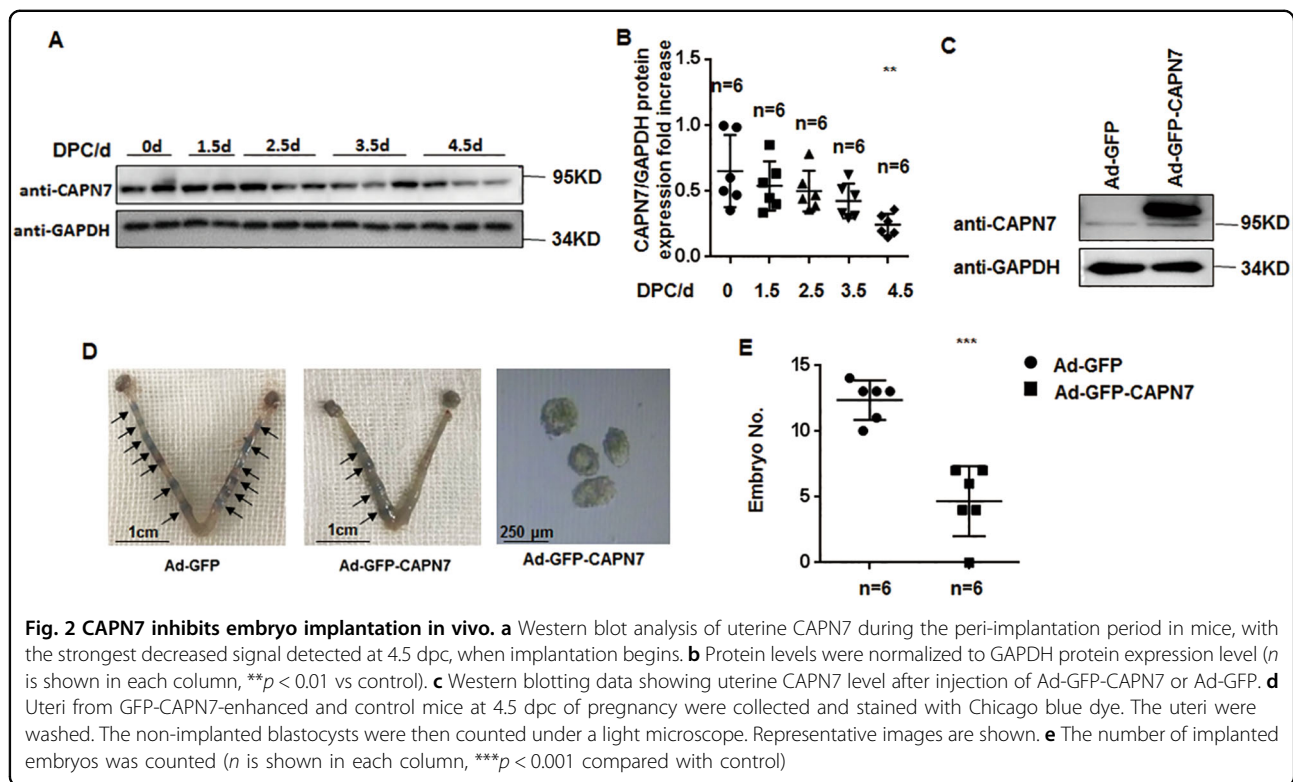 A
DPC/d 0d 1.5d 2.5d 3.5d 4.5d
anti-CAPN7 95KD
anti-GAPDH
34KD
B
CAPN7/GAPDH protein
expression fold increase
1.5
1.0
0.5
0.0
n=6
n=6
n=6
n=6
n=6
**
DPC/d 0 1.5 2.5 3.5 4.5
C
Ad-GFP
Ad-GFP-CAPN7
anti-CAPN7 95KD
anti-GAPDH 34KD
D
1cm
1cm
250 μm
Ad-GFP
Ad-GFP-CAPN7
Ad-GFP-CAPN7
E
Embryo No.
15
10
5
0
***
n=6 n=6
Ad-GFP
Ad-GFP-CAPN7
Fig. 2 CAPN7 inhibits embryo implantation in vivo. a Western blot analysis of uterine CAPN7 during the peri-implantation period in mice, with
the strongest decreased signal detected at 4.5 dpc, when implantation begins. b Protein levels were normalized to GAPDH protein expression level (n
is shown in each column, **p < 0.01 vs control). c Western blotting data showing uterine CAPN7 level after injection of Ad-GFP-CAPN7 or Ad-GFP. d
Uteri from GFP-CAPN7-enhanced and control mice at 4.5 dpc of pregnancy were collected and stained with Chicago blue dye. The uteri were
washed. The non-implanted blastocysts were then counted under a light microscope. Representative images are shown. e The number of implanted
embryos was counted (n is shown in each column, ***p < 0.001 compared with control)